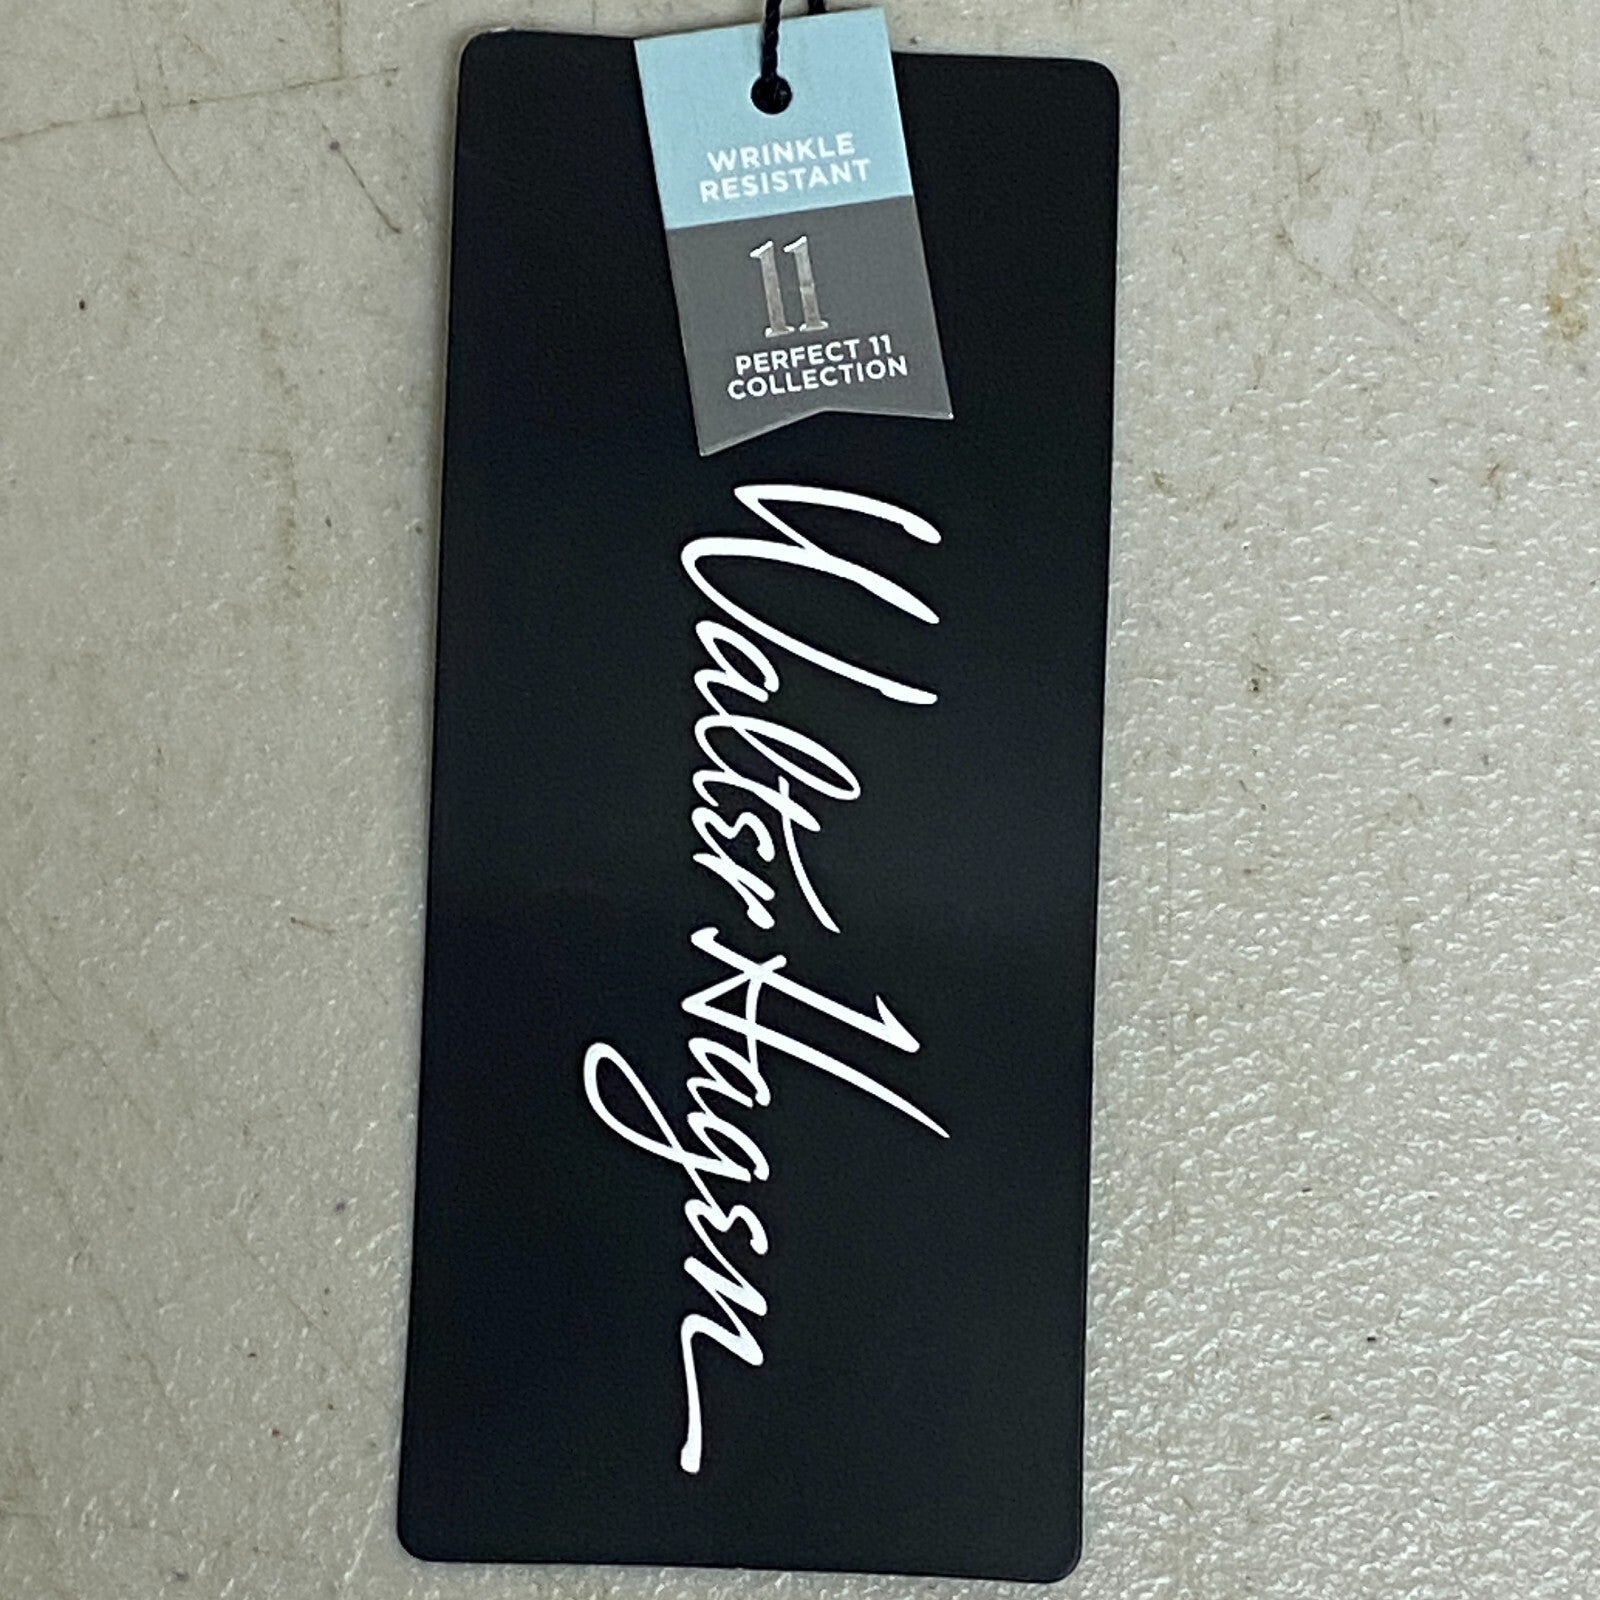 WRINKLE
RESISTANT
11
PERFECT 11
COLLECTION
Walter Hagen